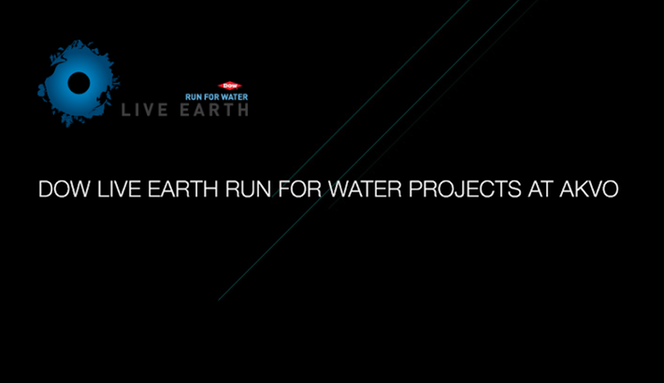 DOW
RUN FOR WATER
LIVE EARTH
DOW LIVE EARTH RUN FOR WATER PROJECTS AT AKVO